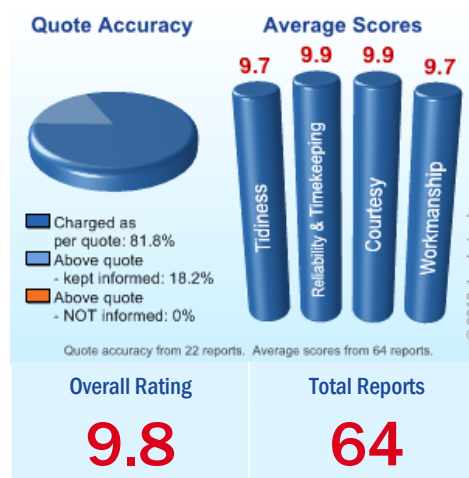 Quote Accuracy
Average Scores
9.7
9.9
9.9
9.7
Tidiness
Reliability & Timekeeping
Courtesy
Workmanship
Charged as
per quote: 81.8%
Above quote
- kept informed: 18.2%
Above quote
- NOT informed: 0%
Quote accuracy from 22 reports. Average scores from 64 reports.
Overall Rating
Total Reports
9.8
64